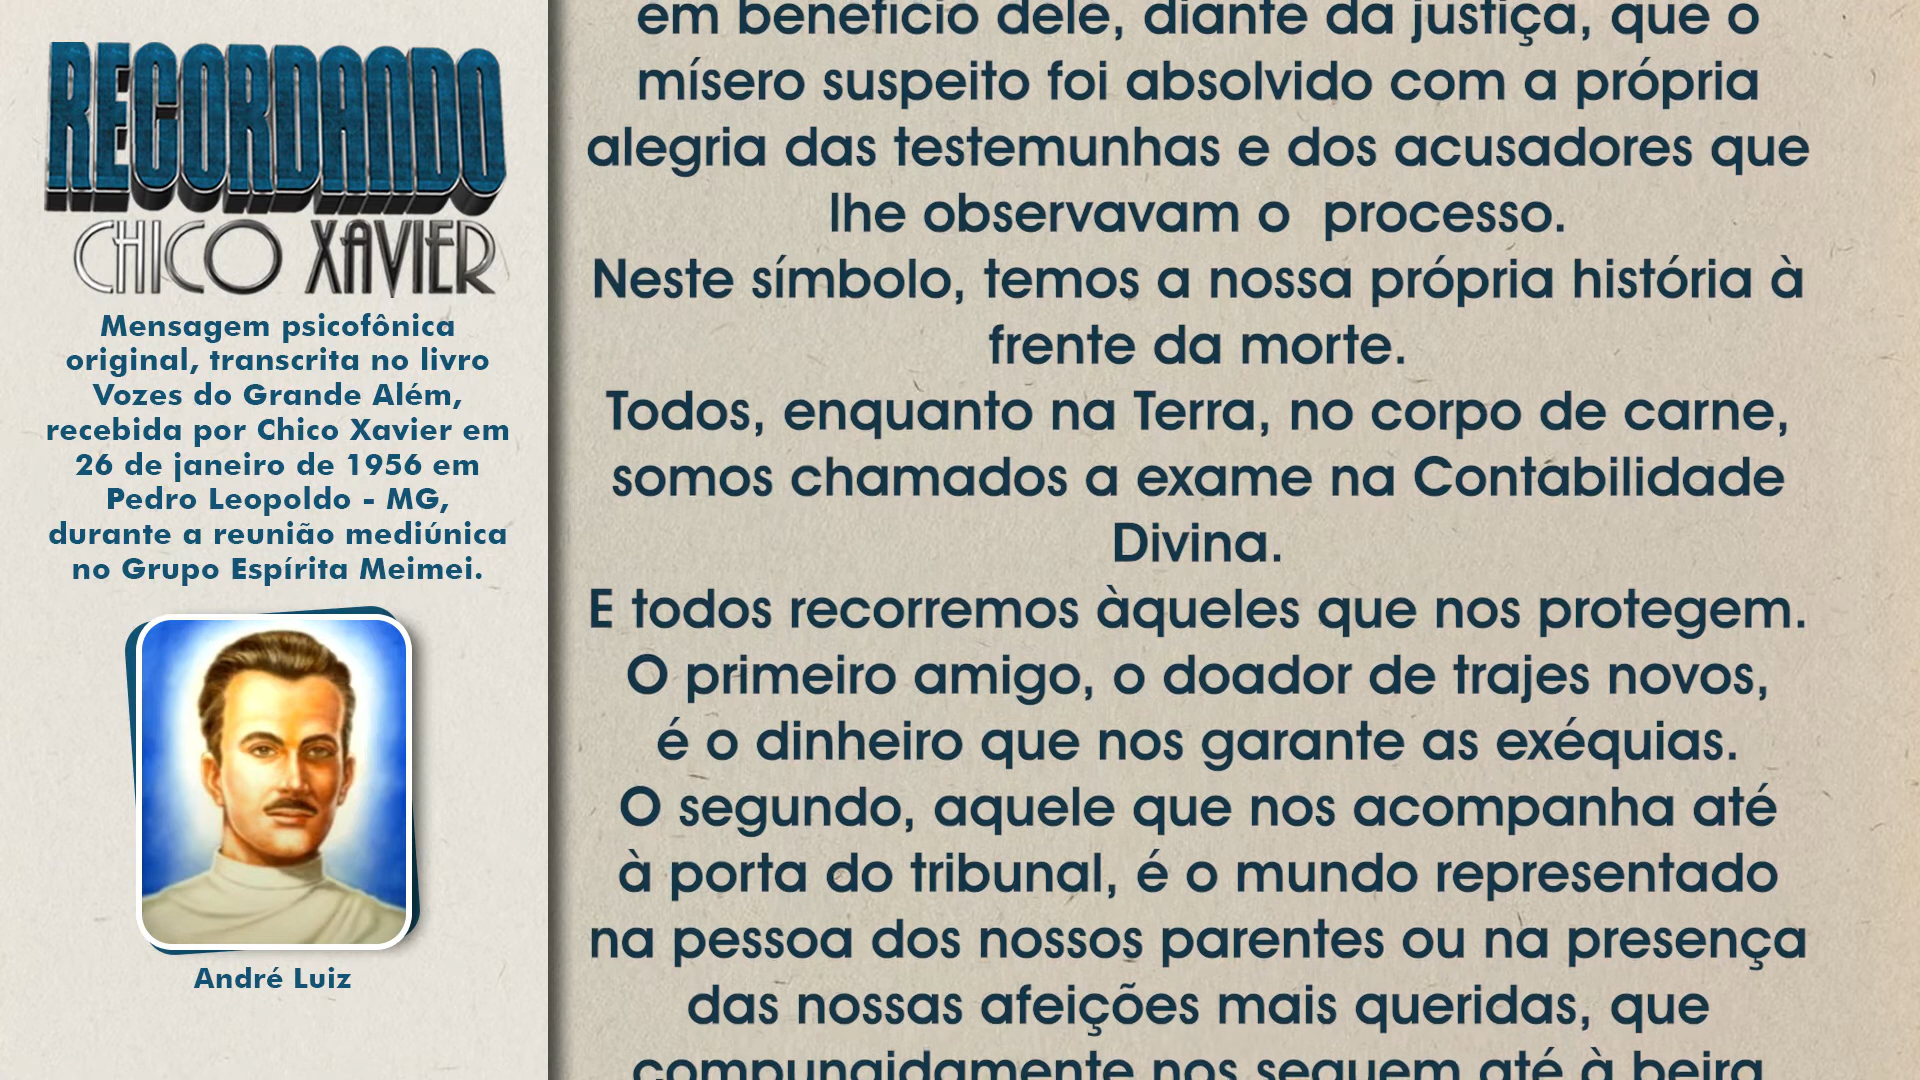 RECORDANDO
CHICO XAVIER
Mensagem psicofônica
original, transcrita no livro
Vozes do Grande Além,
recebida por Chico Xavier em
26 de janeiro de 1956 em
Pedro Leopoldo - MG,
durante a reunião mediúnica
no Grupo Espírita Meimei.
André Luiz
em benefício dele, diante da justiça, que o
mísero suspeito foi absolvido com a própria
alegria das testemunhas e dos acusadores que
lhe observavam o  processo.
Neste símbolo, temos a nossa própria história à
frente da morte.
Todos, enquanto na Terra, no corpo de carne,
somos chamados a exame na Contabilidade
Divina.
E todos recorremos àqueles que nos protegem.
O primeiro amigo, o doador de trajes novos,
é o dinheiro que nos garante as exéquias.
O segundo, aquele que nos acompanha até
à porta do tribunal, é o mundo representado
na pessoa dos nossos parentes ou na presença
das nossas afeições mais queridas, que
compungidamente nos seguem até à beira